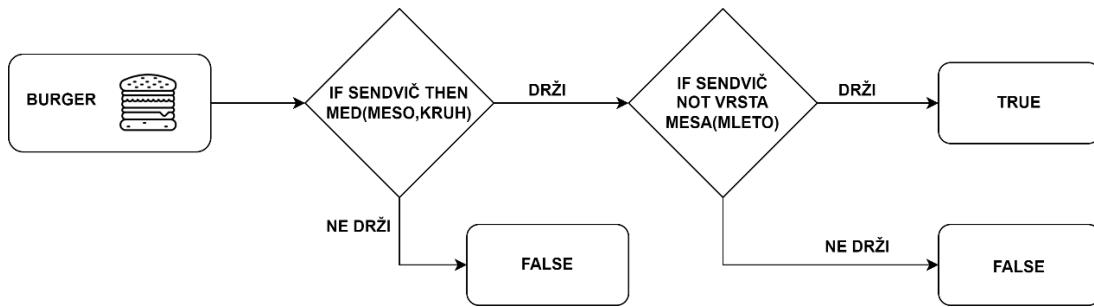 BURGER
IF SENDVIČ THEN
MED(MESO,KRUH)
DRŽI
IF SENDVIČ
NOT VRSTA
MESA(MLETO)
DRŽI
TRUE
NE DRŽI
FALSE
NE DRŽI
FALSE